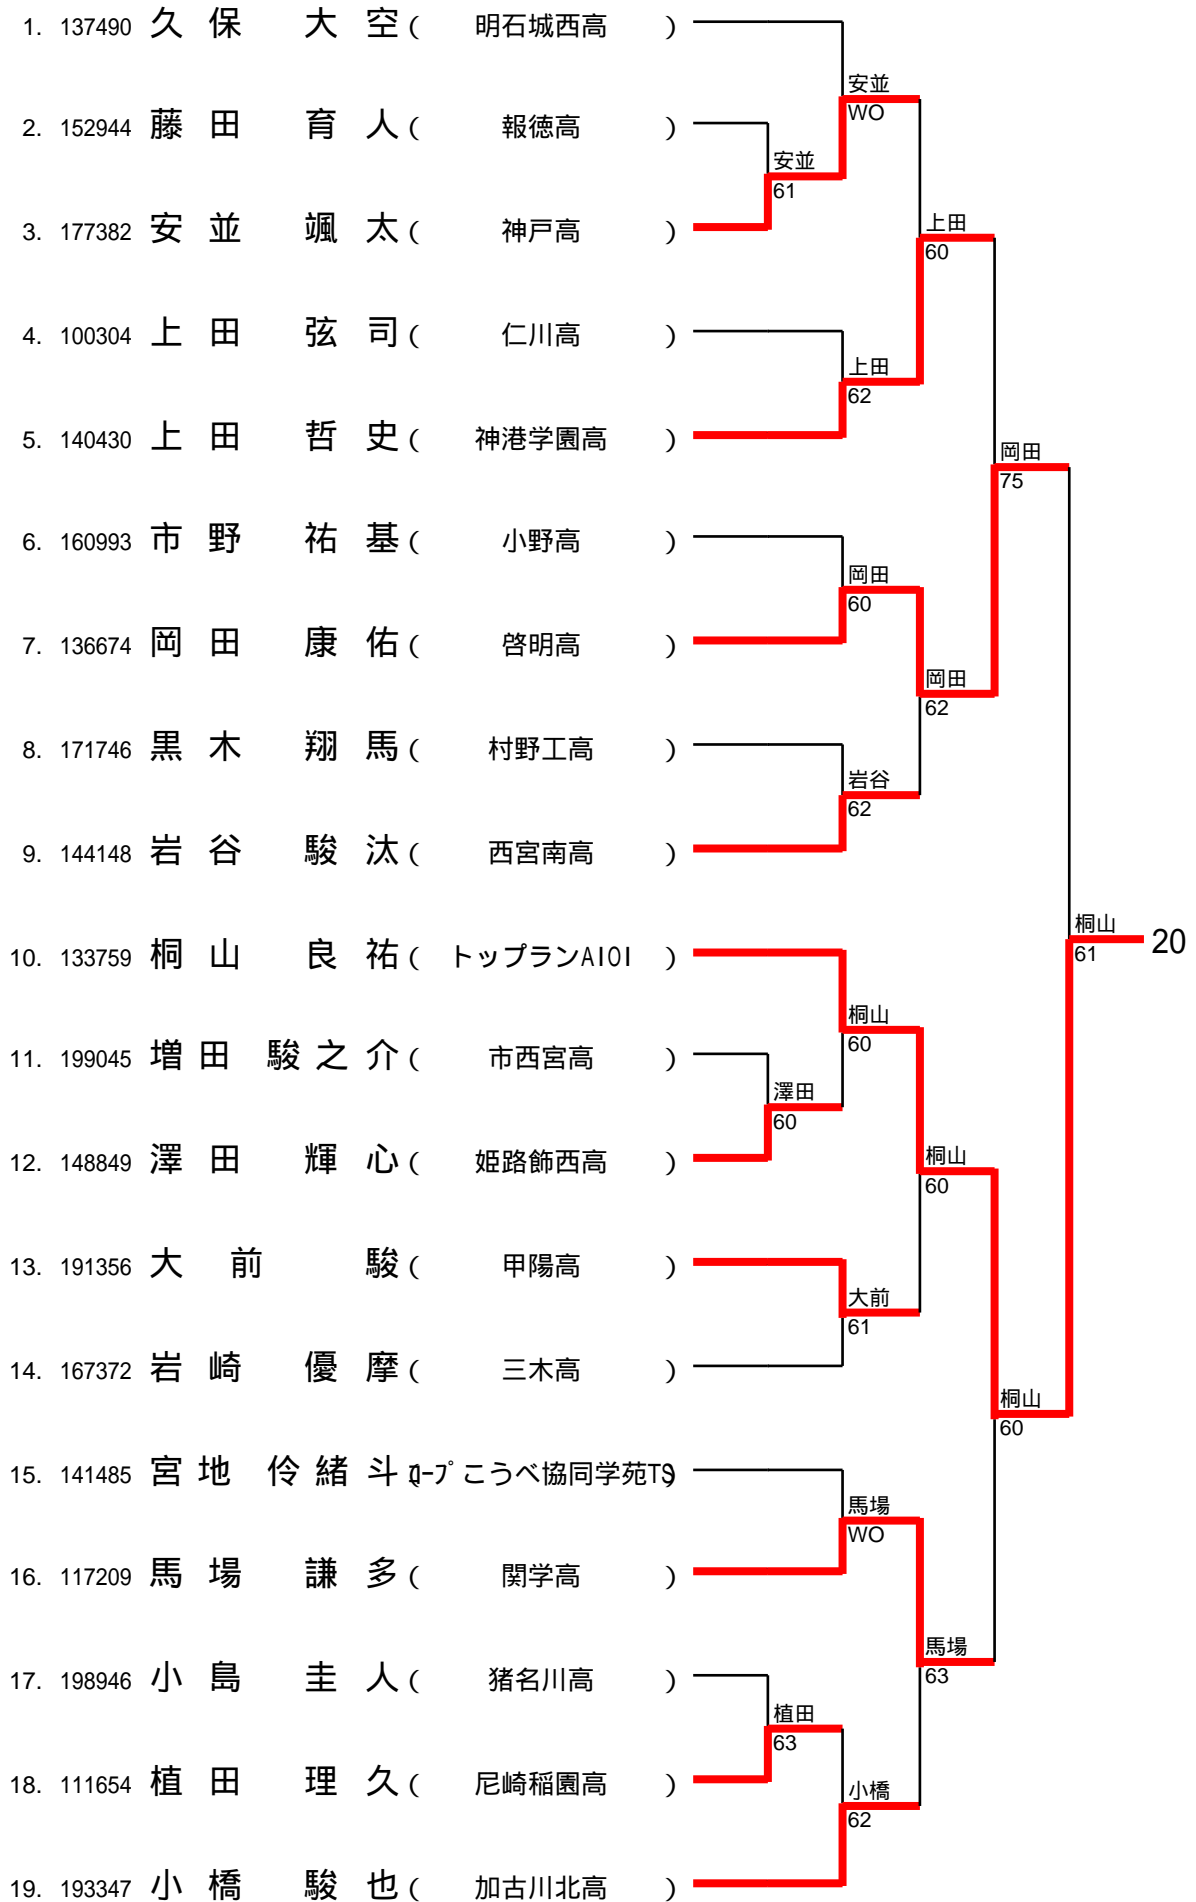 1. 137490 久保 大空 ( 明石城西高 )
安並
WO
2. 152944 藤田 育人 ( 報徳高 )
安並
61
3. 177382 安並 颯太 ( 神戸高 )
上田
60
4. 100304 上田 弦司 ( 仁川高 )
上田
62
5. 140430 上田 哲史 ( 神港学園高 )
岡田
75
6. 160993 市野 祐基 ( 小野高 )
岡田
60
7. 136674 岡田 康佑 ( 啓明高 )
岡田
62
8. 171746 黒木 翔馬 ( 村野工高 )
岩谷
62
9. 144148 岩谷 駿汰 ( 西宮南高 )
桐山
61
20
10. 133759 桐山 良祐 ( トップランAIOI )
桐山
60
11. 199045 増田 駿之介 ( 市西宮高 )
澤田
60
12. 148849 澤田 輝心 ( 姫路飾西高 )
桐山
60
13. 191356 大前 駿 ( 甲陽高 )
大前
61
14. 167372 岩崎 優摩 ( 三木高 )
桐山
60
15. 141485 宮地 伶緒斗 ( コープこうべ協同学苑TS )
馬場
WO
16. 117209 馬場 謙多 ( 関学高 )
馬場
63
17. 198946 小島 圭人 ( 猪名川高 )
植田
63
18. 111654 植田 理久 ( 尼崎稲園高 )
小橋
62
19. 193347 小橋 駿也 ( 加古川北高 )